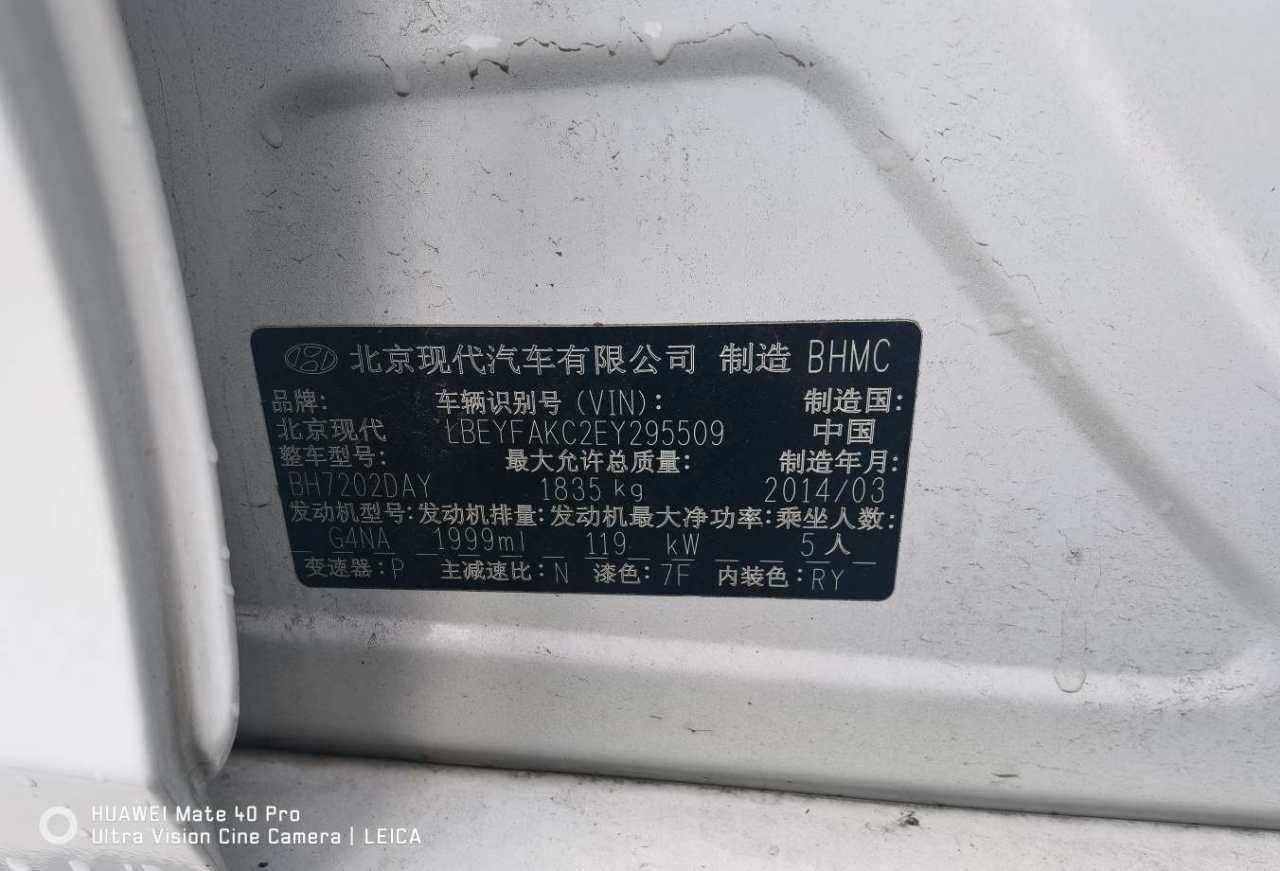 北京现代汽车有限公司 制造 BHMC
品牌: 车辆识别号 (VIN): 制造国:
北京现代 LBEYFAKC2EY295509 中国
整车型号: 最大允许总质量: 制造年月:
BH7202DAY 1835 kg 2014/03
发动机型号: 发动机排量: 发动机最大净功率: 乘坐人数:
G4NA 1999ml 119 kW 5人
变速器: P 主减速比: N 漆色: 7F 内装色: RY
HUAWEI Mate 40 Pro
Ultra Vision Cine Camera | LEICA